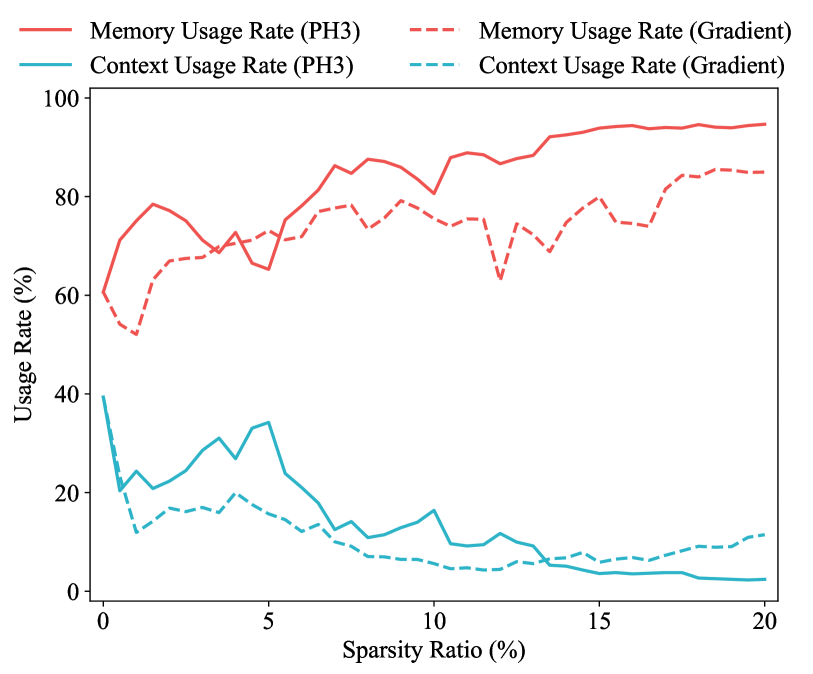 Memory Usage Rate (PH3)
Memory Usage Rate (Gradient)
Context Usage Rate (PH3)
Context Usage Rate (Gradient)
100
80
60
40
20
0
Usage Rate (%)
0
5
10
15
20
Sparsity Ratio (%)